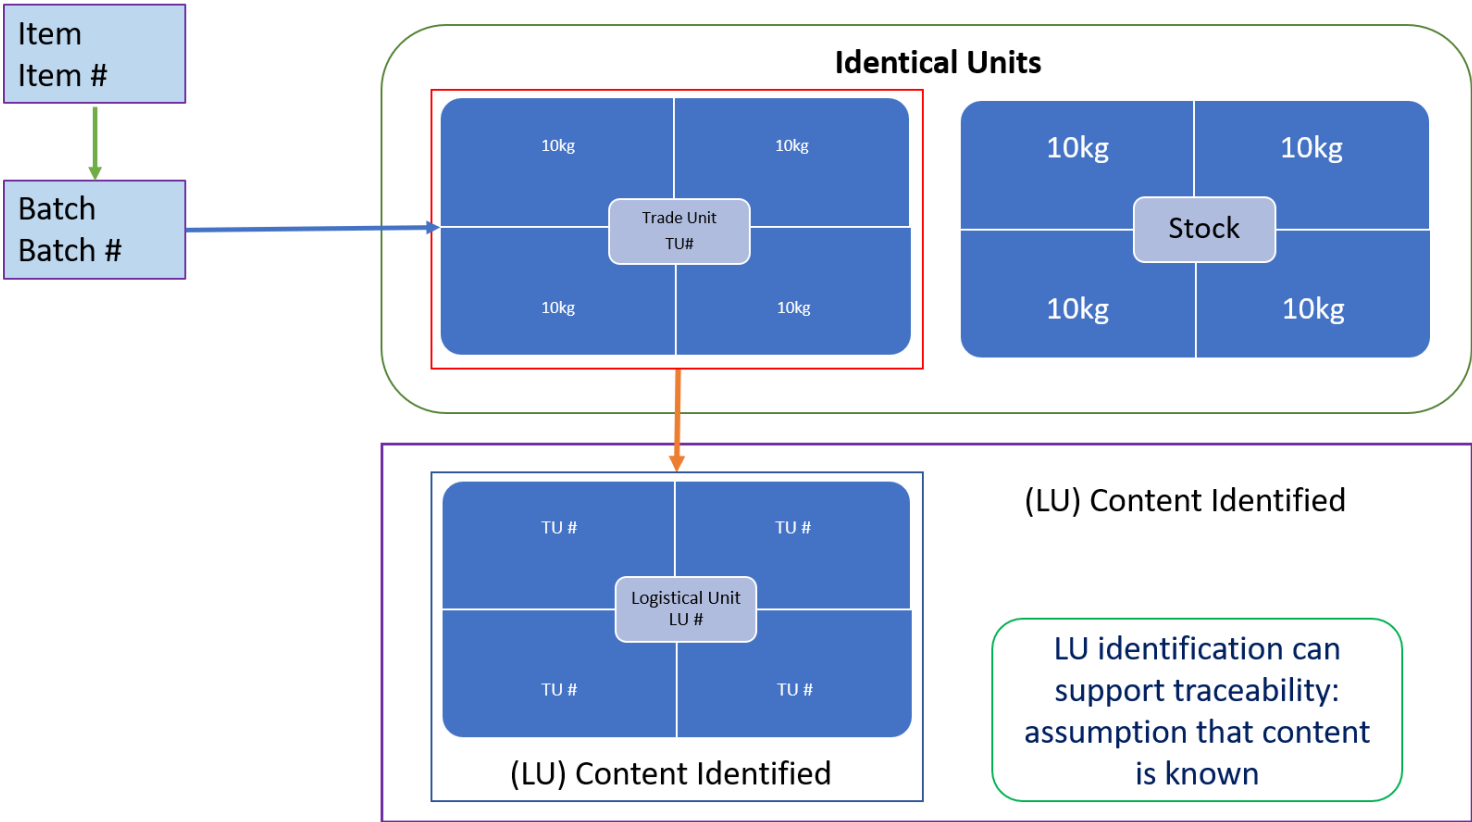 Item
Item #
Batch
Batch #
Identical Units
10kg
10kg
Trade Unit
TU#
10kg
10kg
10kg
10kg
Stock
10kg
10kg
TU #
TU #
Logistical Unit
LU #
TU #
TU #
(LU) Content Identified
(LU) Content Identified
LU identification can
support traceability:
assumption that content
is known